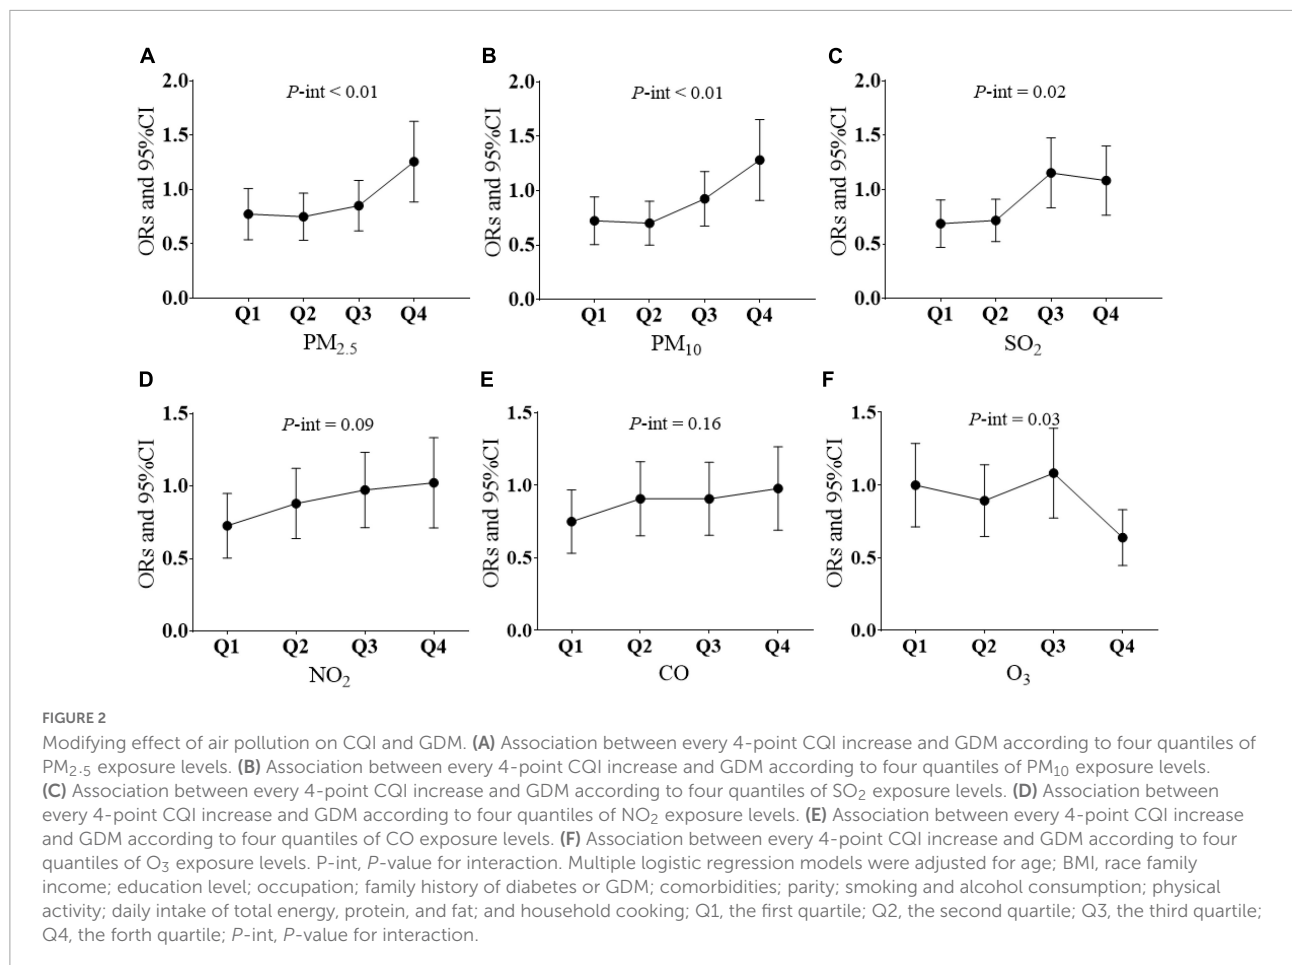 A
B
C
2.0
1.5
1.0
0.5
0.0
ORs and 95%CI
P-int < 0.01
Q1 Q2 Q3 Q4
PM2.5
2.0
1.5
1.0
0.5
0.0
ORs and 95%CI
P-int < 0.01
Q1 Q2 Q3 Q4
PM10
2.0
1.5
1.0
0.5
0.0
ORs and 95%CI
P-int = 0.02
Q1 Q2 Q3 Q4
SO2
D
E
F
1.5
1.0
0.5
0.0
ORs and 95%CI
P-int = 0.09
Q1 Q2 Q3 Q4
NO2
1.5
1.0
0.5
0.0
ORs and 95%CI
P-int = 0.16
Q1 Q2 Q3 Q4
CO
1.5
1.0
0.5
0.0
ORs and 95%CI
P-int = 0.03
Q1 Q2 Q3 Q4
O3
FIGURE 2
Modifying effect of air pollution on CQI and GDM. (A) Association between every 4-point CQI increase and GDM according to four quantiles of
PM2.5 exposure levels. (B) Association between every 4-point CQI increase and GDM according to four quantiles of PM10 exposure levels.
(C) Association between every 4-point CQI increase and GDM according to four quantiles of SO2 exposure levels. (D) Association between
every 4-point CQI increase and GDM according to four quantiles of NO2 exposure levels. (E) Association between every 4-point CQI increase
and GDM according to four quantiles of CO exposure levels. (F) Association between every 4-point CQI increase and GDM according to four
quantiles of O3 exposure levels. P-int, P-value for interaction. Multiple logistic regression models were adjusted for age; BMI, race family
income; education level; occupation; family history of diabetes or GDM; comorbidities; parity; smoking and alcohol consumption; physical
activity; daily intake of total energy, protein, and fat; and household cooking; Q1, the first quartile; Q2, the second quartile; Q3, the third quartile;
Q4, the forth quartile; P-int, P-value for interaction.